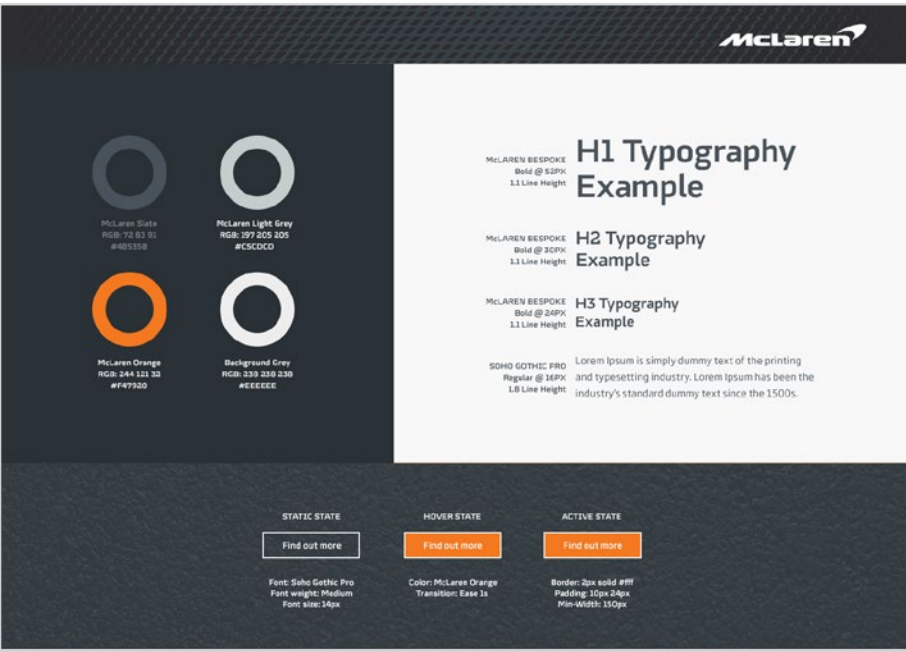 McLaren
McLaren Slate
RGB: 72 83 91
#48535B
McLaren Light Grey
RGB: 197 205 205
#C5CDCD
McLaren Orange
RGB: 244 121 32
#F47920
Background Grey
RGB: 238 238 238
#EEEEEE
McLAREN BESPOKE
Bold @ 52PX
1.1 Line Height
H1 Typography
Example
McLAREN BESPOKE
Bold @ 30PX
1.1 Line Height
H2 Typography
Example
McLAREN BESPOKE
Bold @ 24PX
1.1 Line Height
H3 Typography
Example
SOHO GOTHIC PRO
Regular @ 16PX
1.8 Line Height
Lorem Ipsum is simply dummy text of the printing
and typesetting industry. Lorem Ipsum has been the
industry's standard dummy text since the 1500s.
STATIC STATE
Find out more
Font: Soho Gothic Pro
Font weight: Medium
Font size: 14px
HOVER STATE
Find out more
Color: McLaren Orange
Transition: Ease 1s
ACTIVE STATE
Find out more
Border: 2px solid #fff
Padding: 10px 24px
Min-Width: 150px